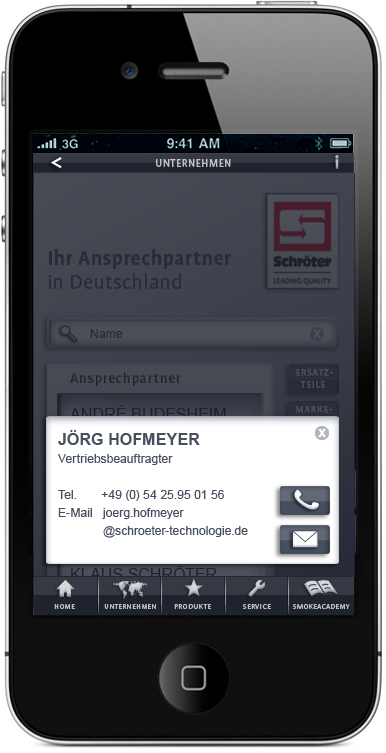 3G 9:41 AM
< UNTERNEHMEN i
Ihr Ansprechpartner
in Deutschland
Schröter
LEADING QUALITY
Name
Ansprechpartner
ERSATZ-
TEILE
ANDRÉ BUDESHEIM
MARKE-
JÖRG HOFMEYER
Vertriebsbeauftragter
Tel. +49 (0) 54 25.95 01 56
E-Mail joerg.hofmeyer
@schroeter-technologie.de
KLAUS SCHRÖTER
HOME UNTERNEHMEN PRODUKTE SERVICE SMOKEACADEMY